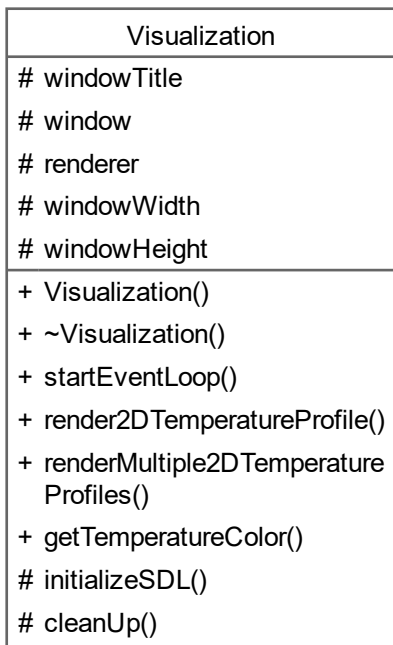 Visualization
# windowTitle
# window
# renderer
# windowWidth
# windowHeight
+ Visualization()
+ ~Visualization()
+ startEventLoop()
+ render2DTemperatureProfile()
+ renderMultiple2DTemperature
Profiles()
+ getTemperatureColor()
# initializeSDL()
# cleanUp()